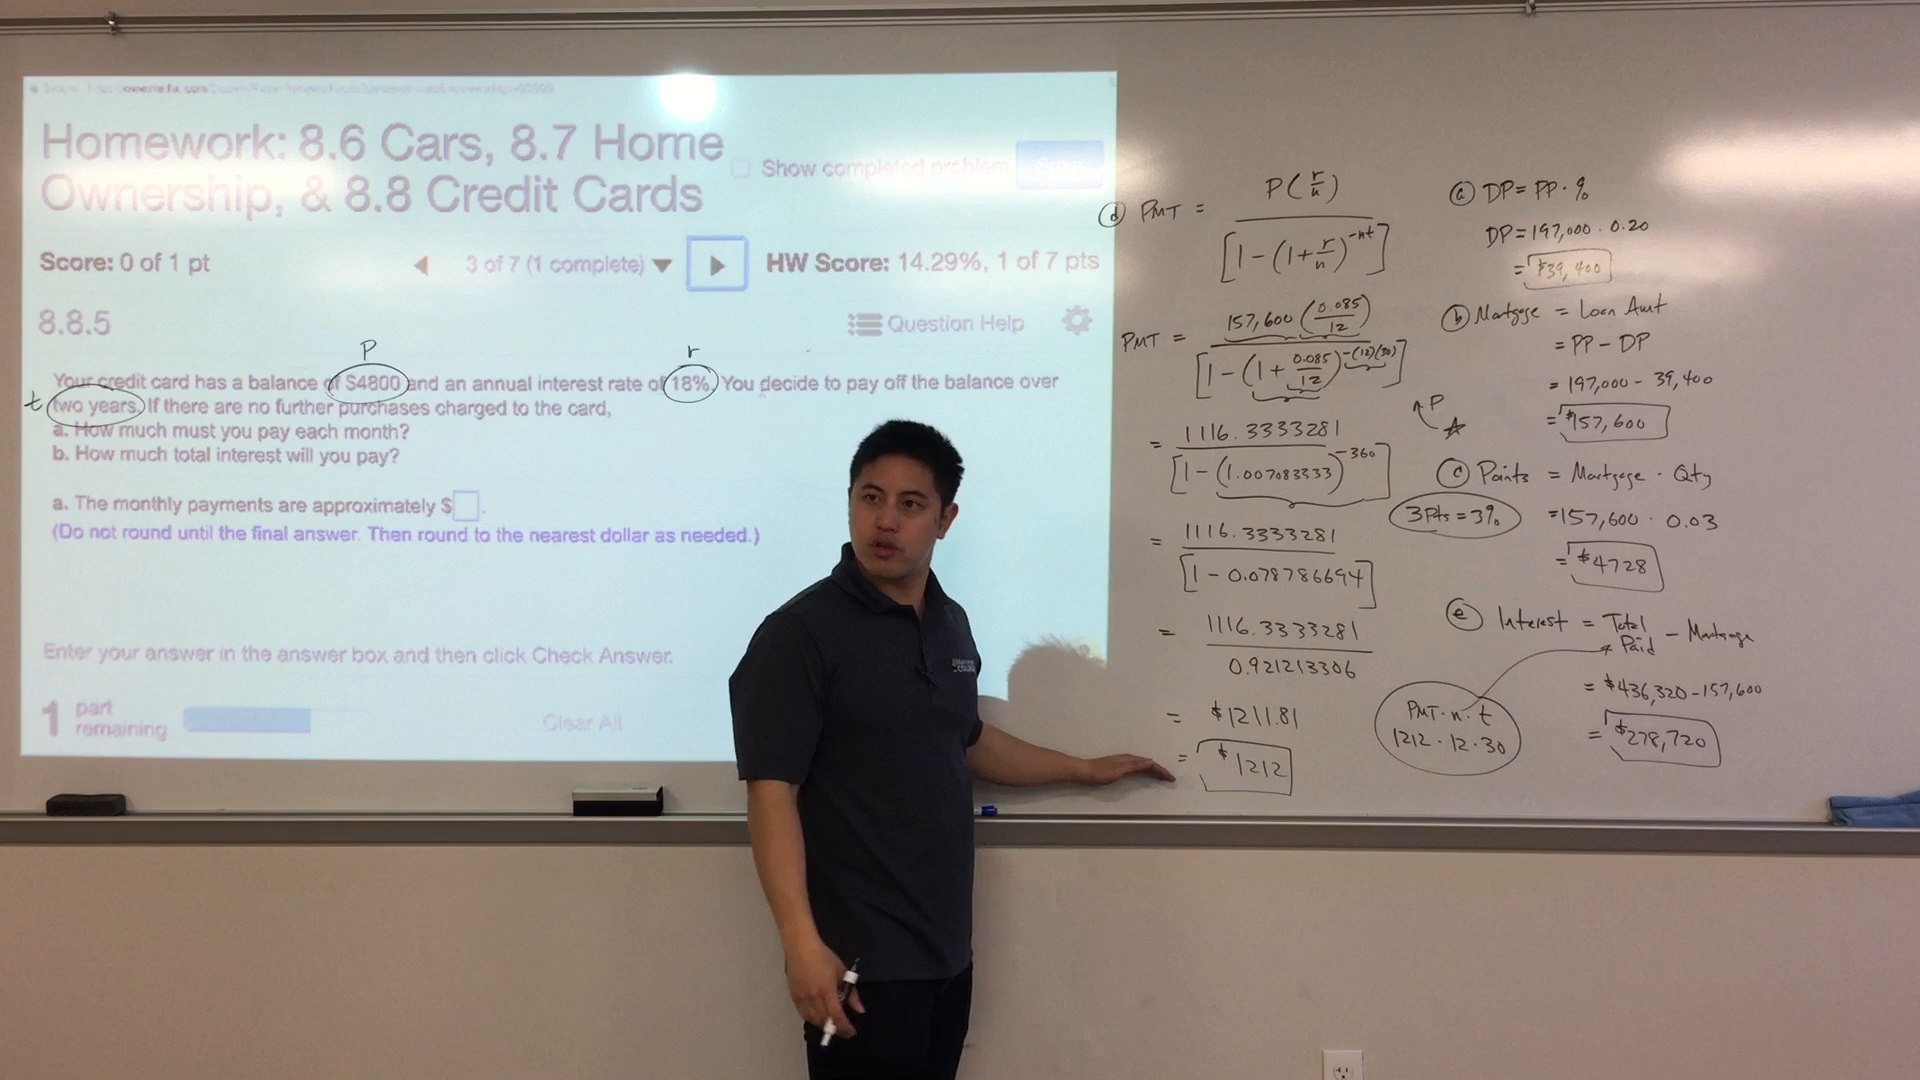 Homework: 8.6 Cars, 8.7 Home
Ownership, & 8.8 Credit Cards
Show completed problem
Save
Score: 0 of 1 pt
3 of 7 (1 complete)
HW Score: 14.29%, 1 of 7 pts
8.8.5
Question Help
P
r
Your credit card has a balance of $4800 and an annual interest rate of 18%. You decide to pay off the balance over
t
two years. If there are no further purchases charged to the card,
a. How much must you pay each month?
b. How much total interest will you pay?
a. The monthly payments are approximately $
(Do not round until the final answer. Then round to the nearest dollar as needed.)
Enter your answer in the answer box and then click Check Answer.
1 part remaining
Clear All
d PMT = P(r/n) / [1-(1+r/n)^-nt]
PMT = 157,600(0.085/12) / [1-(1+0.085/12)^-(12)(30)]
= 1116.3333281 / [1-(1.007083333)^-360]
= 1116.3333281 / [1-0.078786694]
= 1116.3333281 / 0.921213306
= $1211.81
= $1212
a DP = PP · %
DP = 197,000 · 0.20
= $39,400
b Mortgage = Loan Amt
= PP - DP
= 197,000 - 39,400
= $157,600
P
c Points = Mortgage · Qty
3 Pts = 3%
= 157,600 · 0.03
= $4728
e Interest = Total Paid - Mortgage
= $436,320 - 157,600
PMT · n · t
1212 · 12 · 30
= $278,720